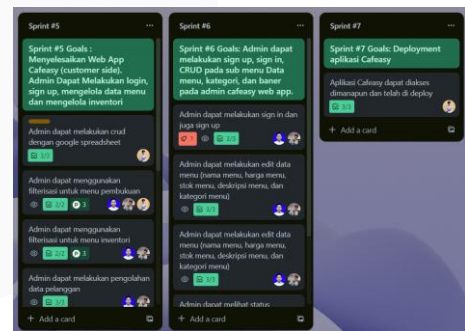 Sprint #5
Sprint #5 Goals :
Menyelesaikan Web App
Cafeasy (customer side).
Admin Dapat Melakukan login,
sign up, mengelola data menu
dan mengelola inventori
Admin dapat melakukan crud
dengan google spreadsheet
Admin dapat menggunakan
filterisasi untuk menu pembukuan
2/2
3
Admin dapat menggunakan
filterisasi untuk menu inventori
2/2
3
Admin dapat melakukan pengolahan
data pelanggan
3/3
+ Add a card
Sprint #6
Sprint #6 Goals: Admin dapat
melakukan sign up, sign in,
CRUD pada sub menu Data
menu, kategori, dan baner
pada admin cafeasy web app.
Admin dapat melakukan sign in dan
juga sign up
1
Admin dapat melakukan edit data
menu (nama menu, harga menu,
stok menu, deskripsi menu, dan
kategori menu)
3/3
Admin dapat melakukan edit data
menu (nama menu, harga menu,
stok menu, deskripsi menu, dan
kategori menu)
3/3
Admin dapat melihat status
+ Add a card
Sprint #7
Sprint #7 Goals: Deployment
aplikasi Cafeasy
Aplikasi Cafeasy dapat diakses
dimanapun dan telah di deploy
3/3
+ Add a card